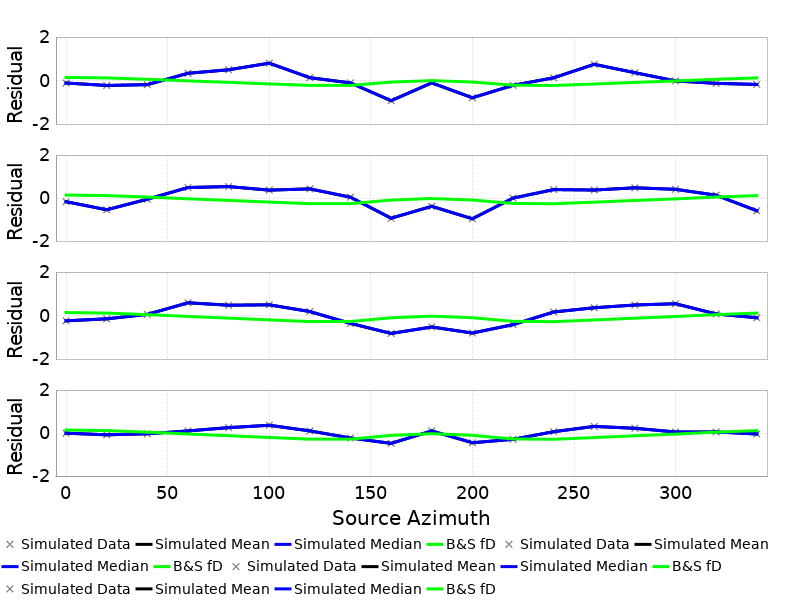 2
0
-2
Residual
2
0
-2
Residual
2
0
-2
Residual
2
0
-2
Residual
0 50 100 150 200 250 300
Source Azimuth
× Simulated Data Simulated Mean Simulated Median B&S fD × Simulated Data Simulated Mean
Simulated Median B&S fD × Simulated Data Simulated Mean Simulated Median B&S fD
× Simulated Data Simulated Mean Simulated Median B&S fD